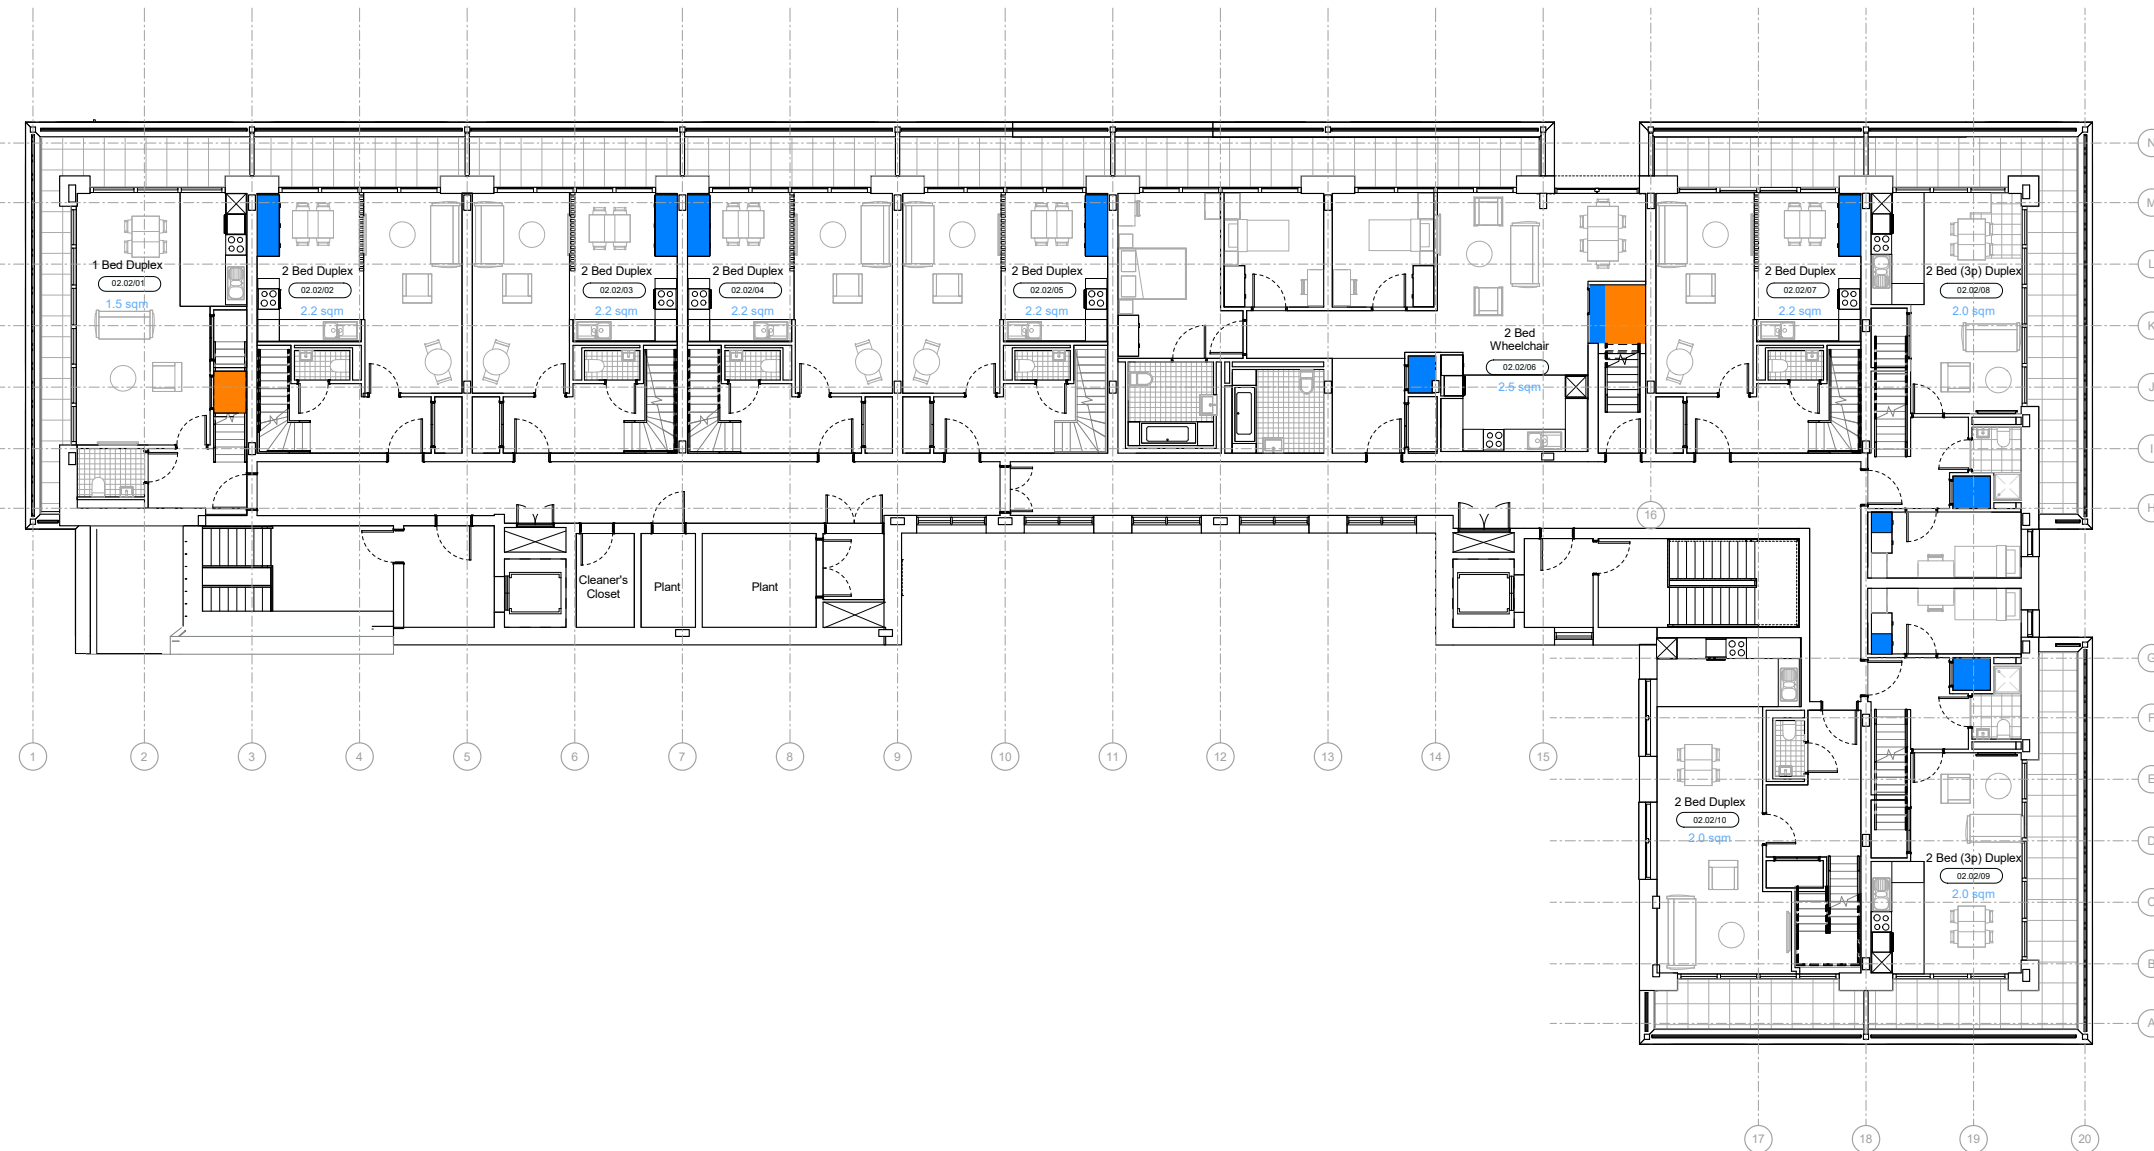 N
M
1 Bed Duplex
02.02/01
1.5 sqm
2 Bed Duplex
02.02/02
2.2 sqm
2 Bed Duplex
02.02/03
2.2 sqm
2 Bed Duplex
02.02/04
2.2 sqm
2 Bed Duplex
02.02/05
2.2 sqm
2 Bed
Wheelchair
02.02/06
2.5 sqm
2 Bed Duplex
02.02/07
2.2 sqm
2 Bed (3p) Duplex
02.02/08
2.0 sqm
L
K
J
I
H
16
Cleaner's
Closet
Plant
Plant
G
F
1
2
3
4
5
6
7
8
9
10
11
12
13
14
15
E
2 Bed Duplex
02.02/10
2.0 sqm
D
2 Bed (3p) Duplex
02.02/09
2.0 sqm
C
B
A
17
18
19
20